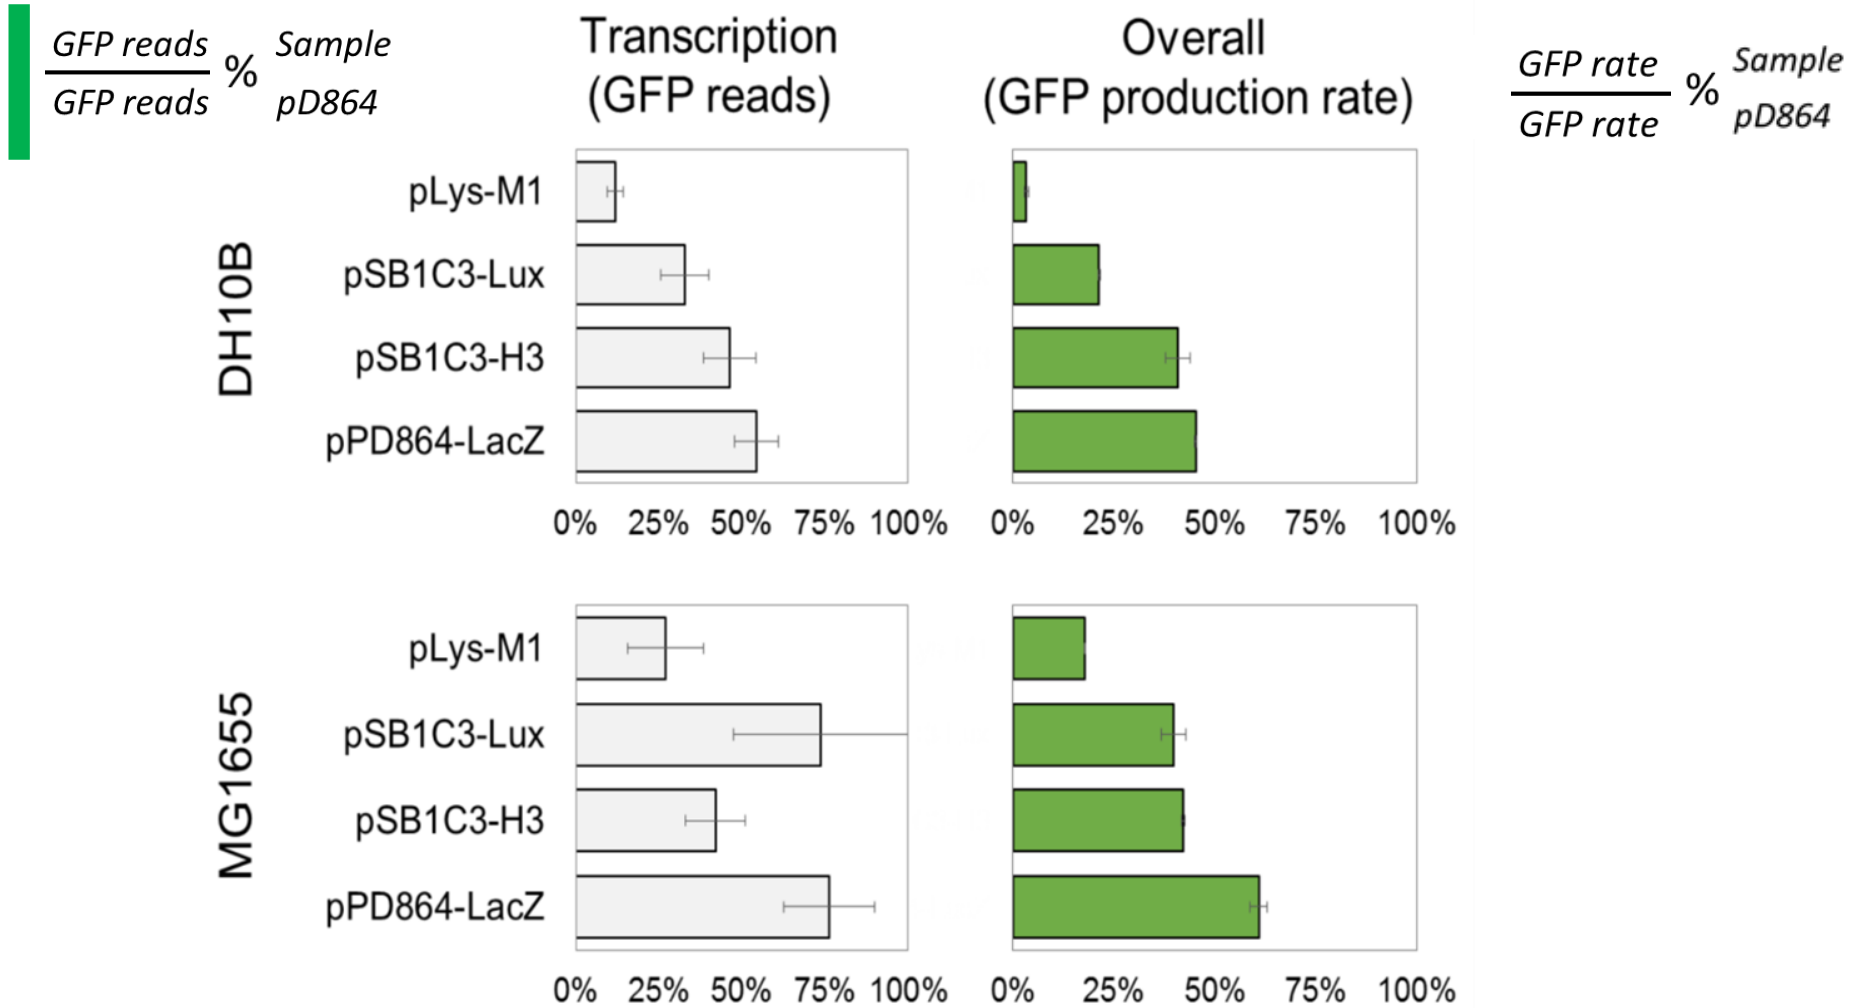 GFP reads
GFP reads
%
Sample
pD864
Transcription
(GFP reads)
Overall
(GFP production rate)
GFP rate
GFP rate
%
Sample
pD864
DH10B
pLys-M1
pSB1C3-Lux
pSB1C3-H3
pPD864-LacZ
0% 25% 50% 75% 100%
0% 25% 50% 75% 100%
MG1655
pLys-M1
pSB1C3-Lux
pSB1C3-H3
pPD864-LacZ
0% 25% 50% 75% 100%
0% 25% 50% 75% 100%